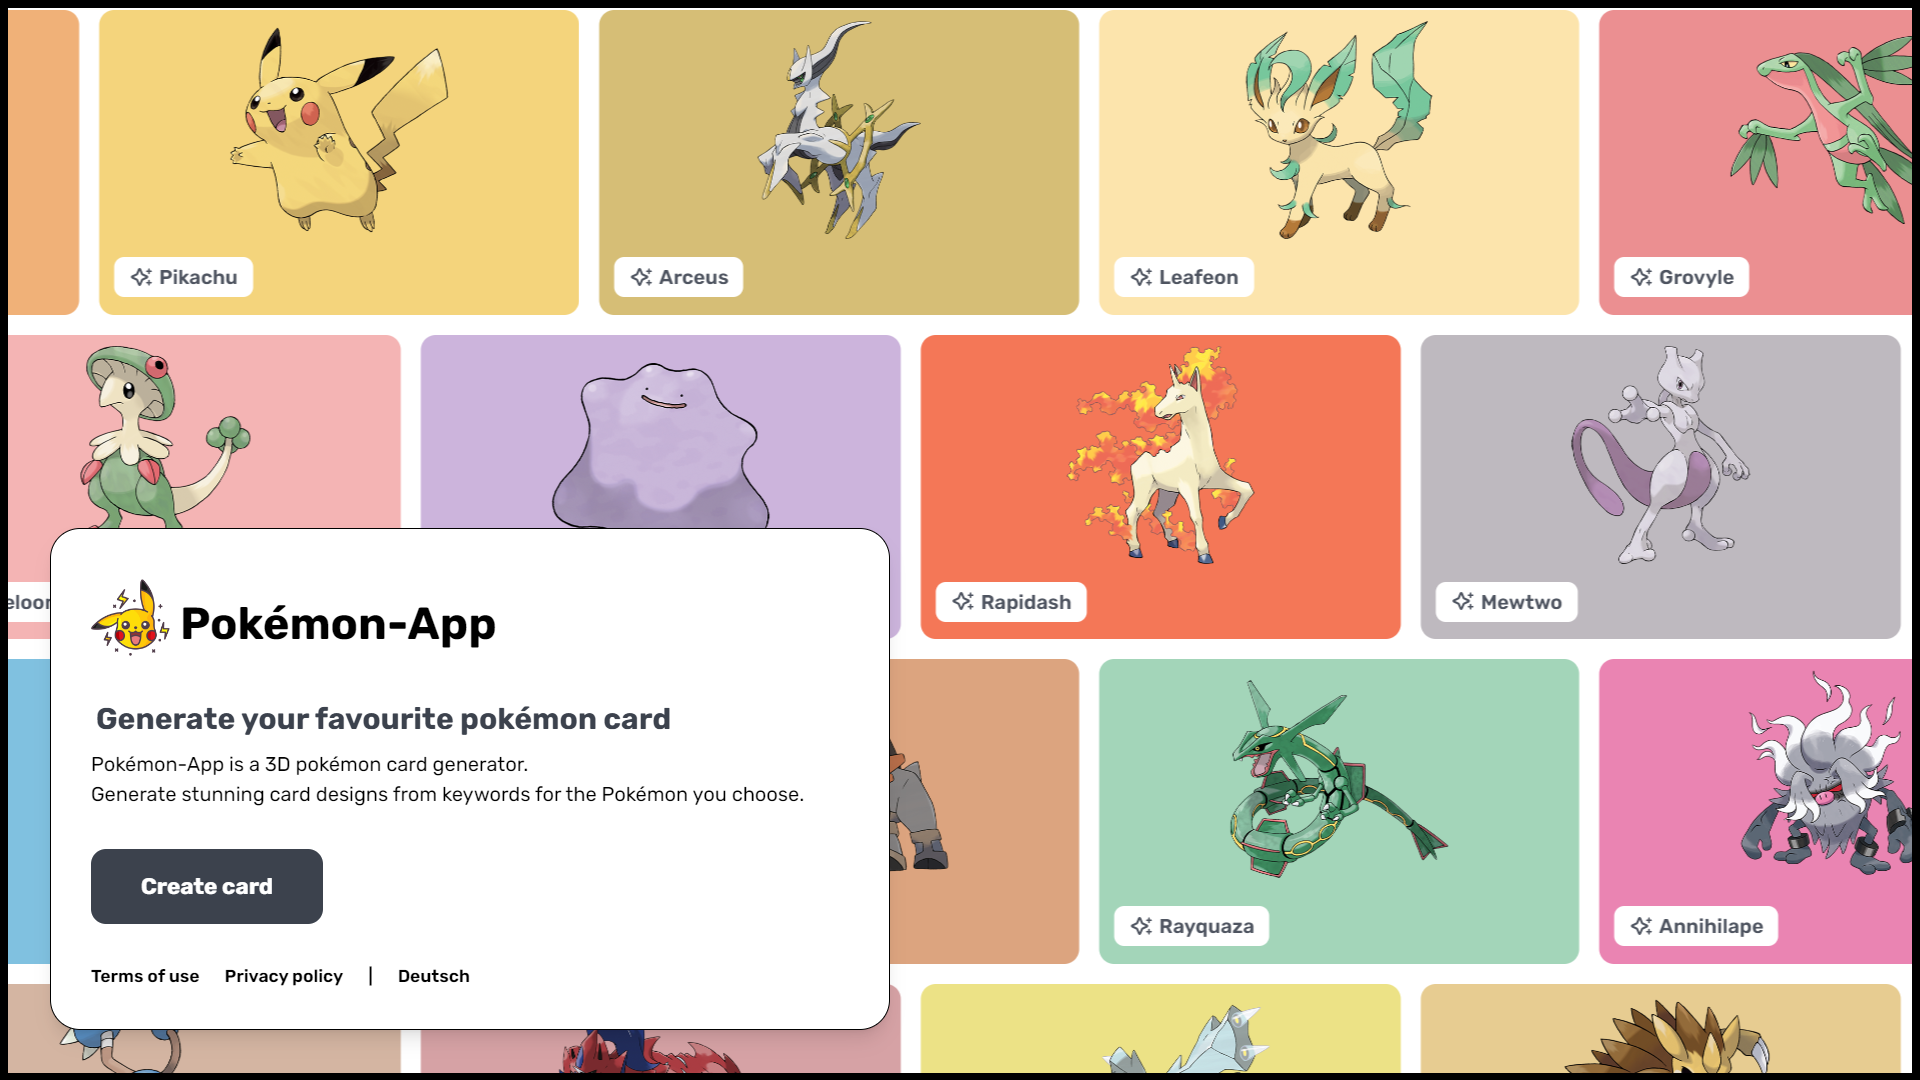 Pikachu
Arceus
Leafeon
Grovyle
Rapidash
Mewtwo
Pokémon-App
Generate your favourite pokémon card
Pokémon-App is a 3D pokémon card generator.
Generate stunning card designs from keywords for the Pokémon you choose.
Create card
Rayquaza
Annihilape
Terms of use Privacy policy | Deutsch